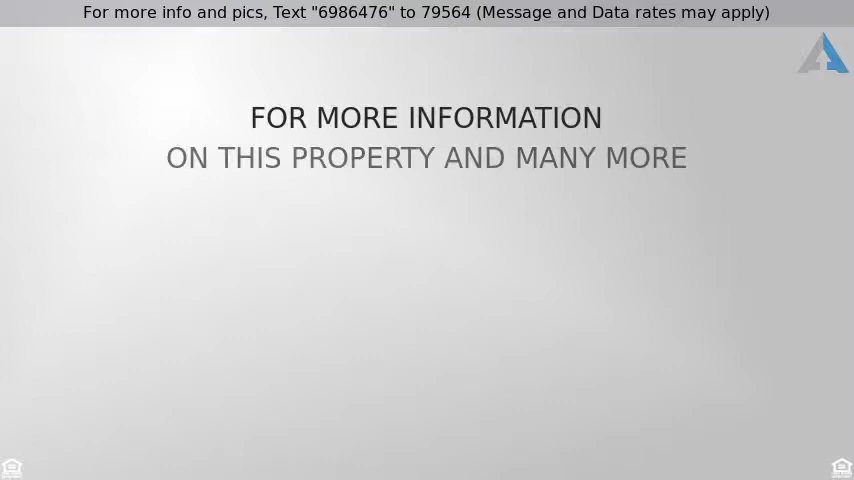 For more info and pics, Text "6986476" to 79564 (Message and Data rates may apply)
FOR MORE INFORMATION
ON THIS PROPERTY AND MANY MORE